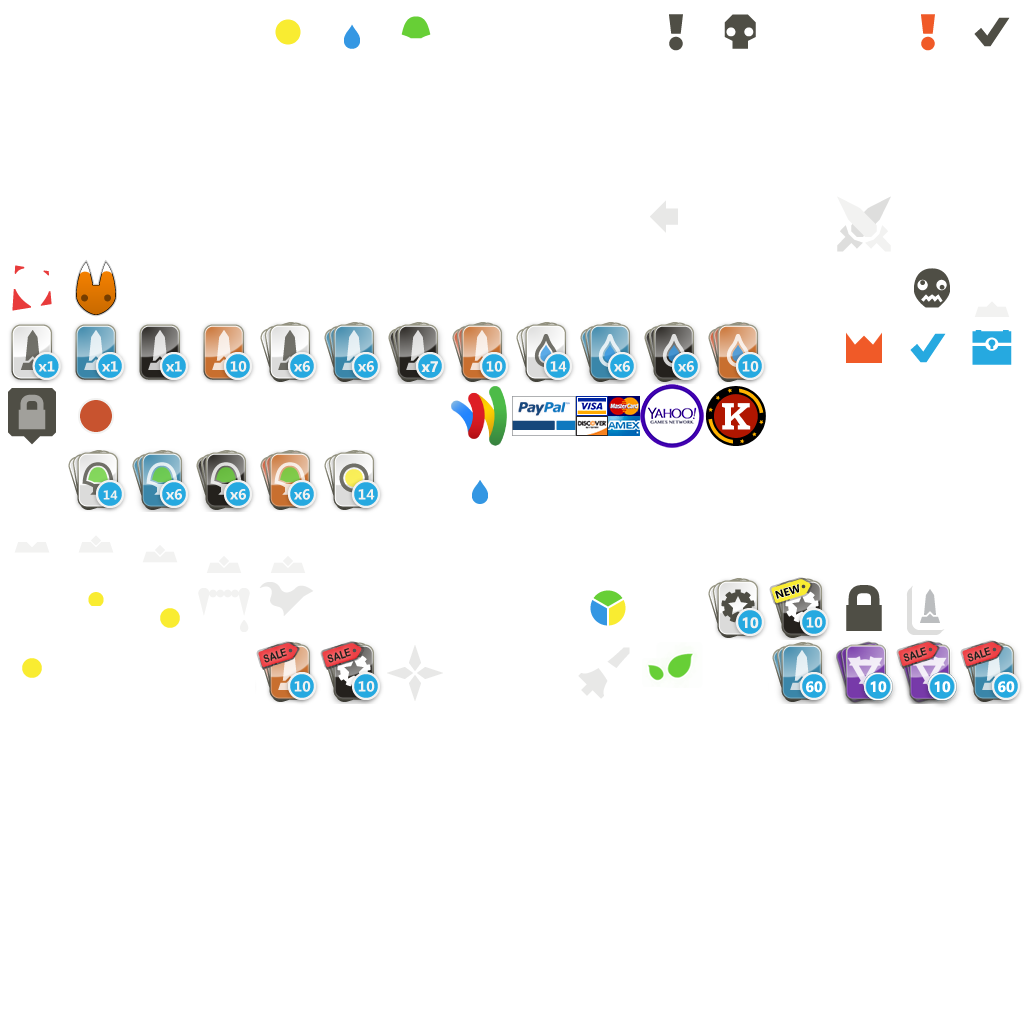 x1 x1 x1 10 x6 x6 x7 10 14 x6 x6 10
PayPal VISA MasterCard YAHOO! K
DISCOVER AMEX GAMES NETWORK
14 x6 x6 x6 14
NEW
10 10
SALE SALE SALE SALE
10 10 60 10 10 60